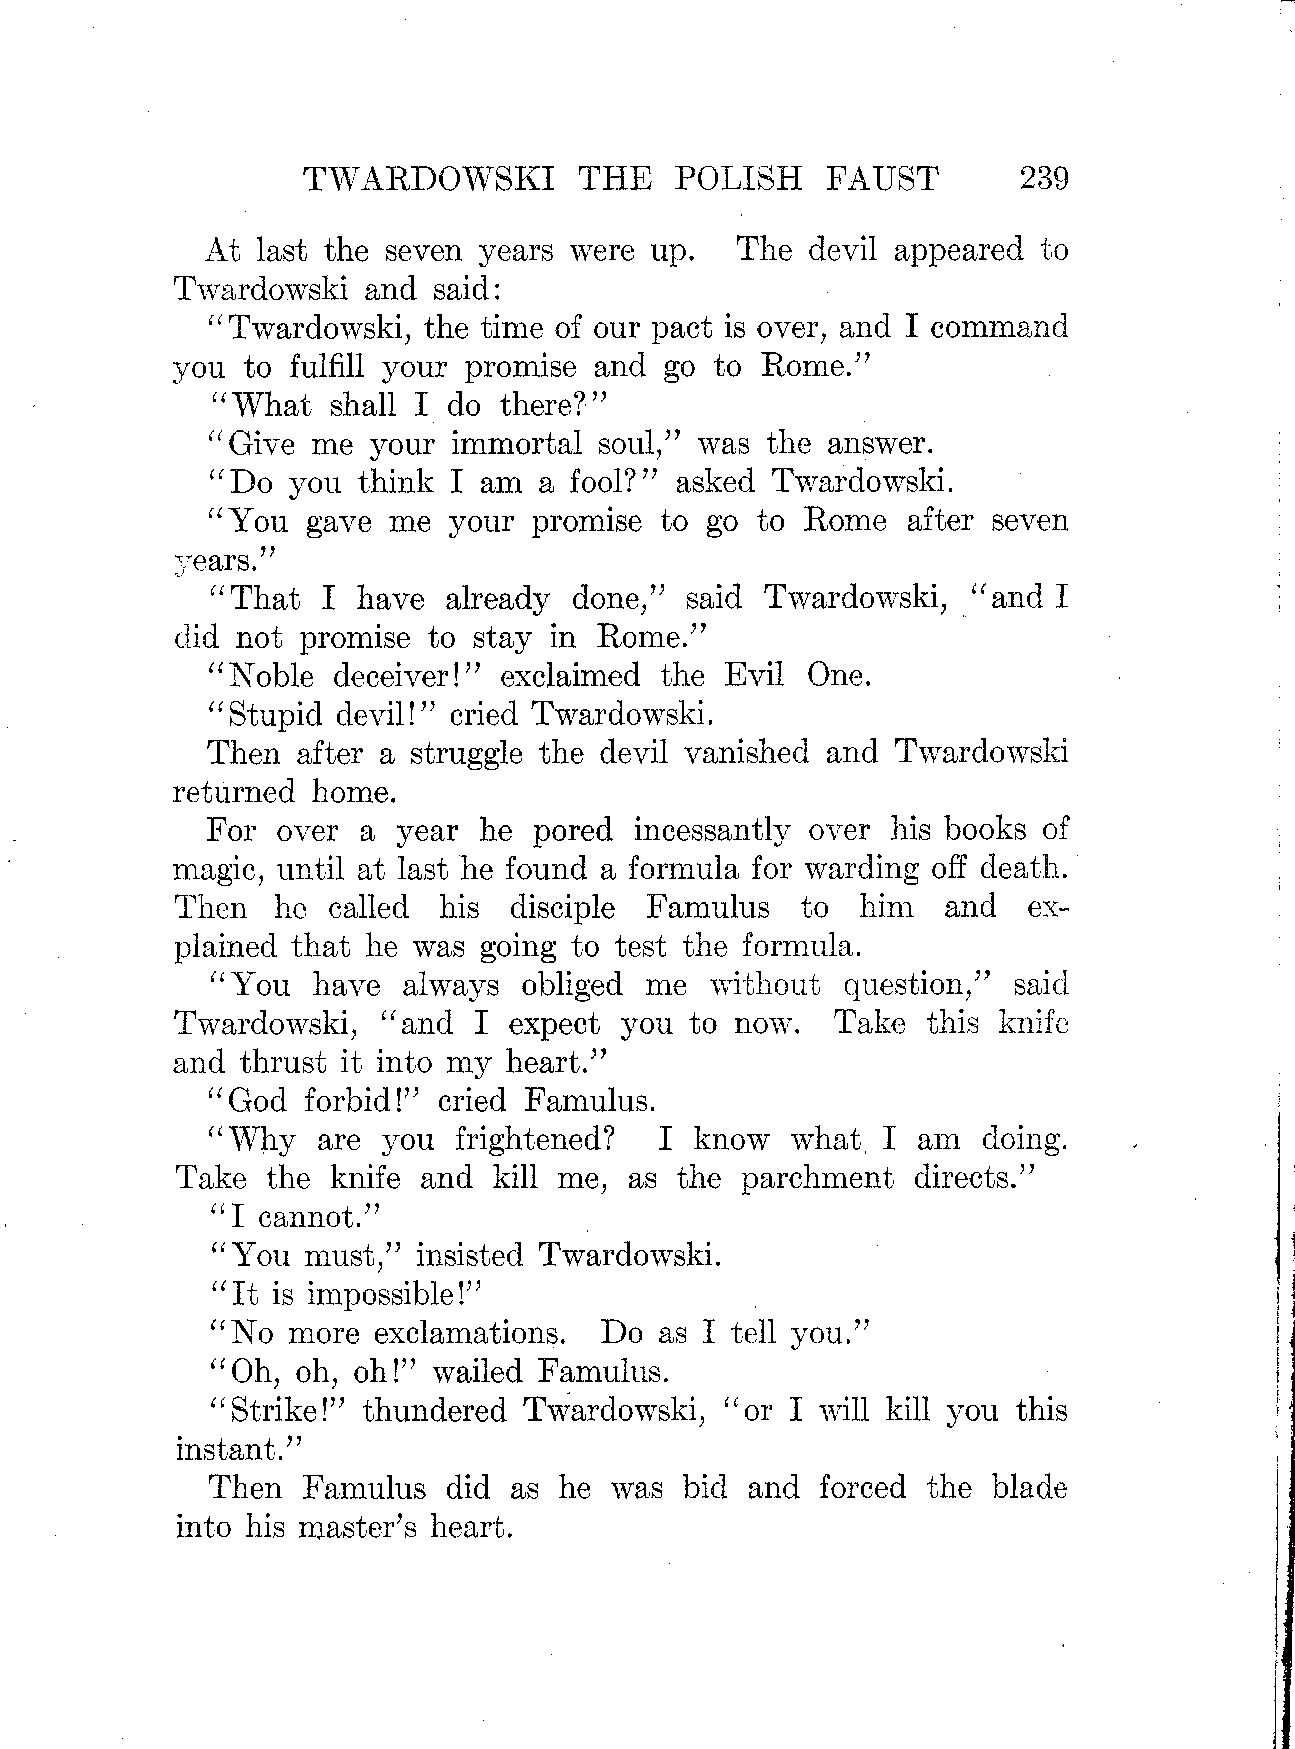 TWARDOWSKI THE POLISH FAUST 239
At last the seven years were up. The devil appeared to
Twardowski and said:
"Twardowski, the time of our pact is over, and I command
you to fulfill your promise and go to Rome."
"What shall I do there?"
"Give me your immortal soul," was the answer.
"Do you think I am a fool?" asked Twardowski.
"You gave me your promise to go to Rome after seven
years."
"That I have already done," said Twardowski, "and I
did not promise to stay in Rome."
"Noble deceiver!" exclaimed the Evil One.
"Stupid devil!" cried Twardowski.
Then after a struggle the devil vanished and Twardowski
returned home.
For over a year he pored incessantly over his books of
magic, until at last he found a formula for warding off death.
Then he called his disciple Famulus to him and ex-
plained that he was going to test the formula.
"You have always obliged me without question," said
Twardowski, "and I expect you to now. Take this knife
and thrust it into my heart."
"God forbid!" cried Famulus.
"Why are you frightened? I know what I am doing.
Take the knife and kill me, as the parchment directs."
"I cannot."
"You must," insisted Twardowski.
"It is impossible!"
"No more exclamations. Do as I tell you."
"Oh, oh, oh!" wailed Famulus.
"Strike!" thundered Twardowski, "or I will kill you this
instant."
Then Famulus did as he was bid and forced the blade
into his master's heart.